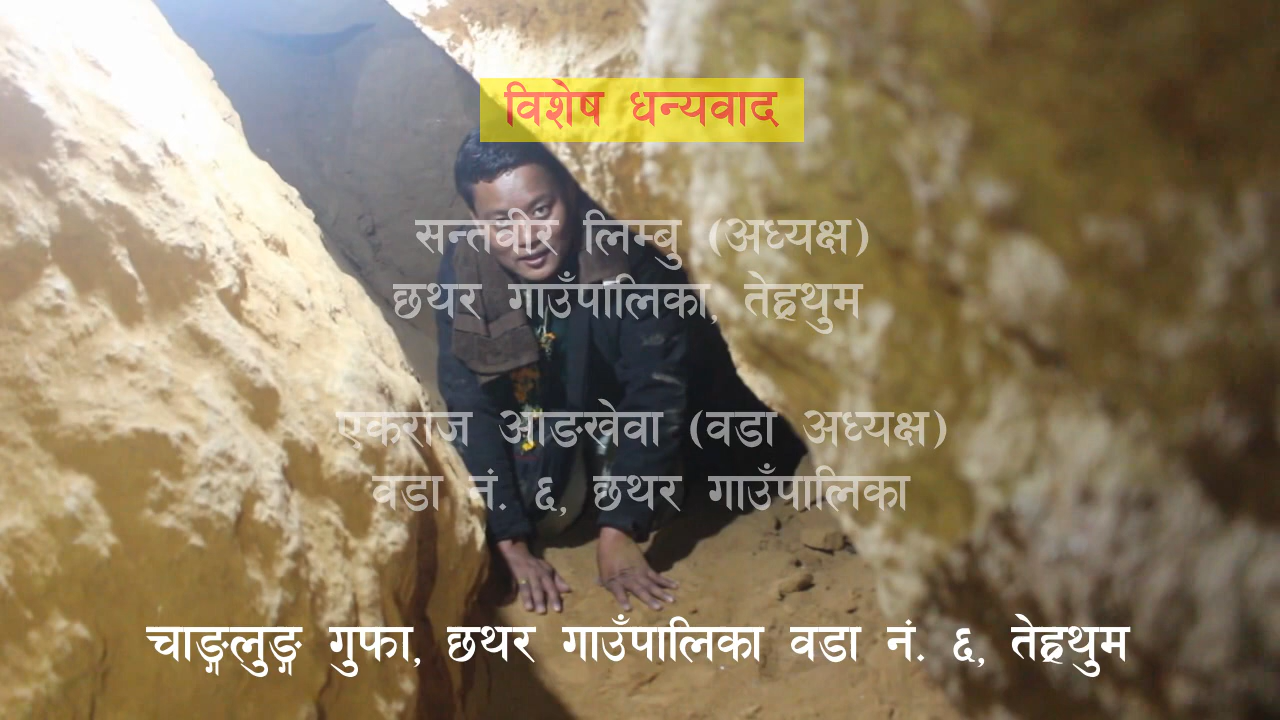 विशेष धन्यवाद
सन्तवीर लिम्बु (अध्यक्ष)
छथर गाउँपालिका, तेह्रथुम
एकराज आङखेवा (वडा अध्यक्ष)
वडा नं. ६, छथर गाउँपालिका
चाङ्लुङ्ग गुफा, छथर गाउँपालिका वडा नं. ६, तेह्रथुम